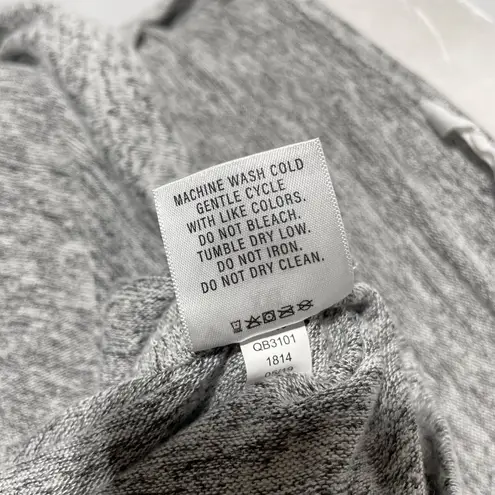 MACHINE WASH COLD
GENTLE CYCLE
WITH LIKE COLORS.
DO NOT BLEACH.
TUMBLE DRY LOW.
DO NOT IRON.
DO NOT DRY CLEAN.
QB3101
1814